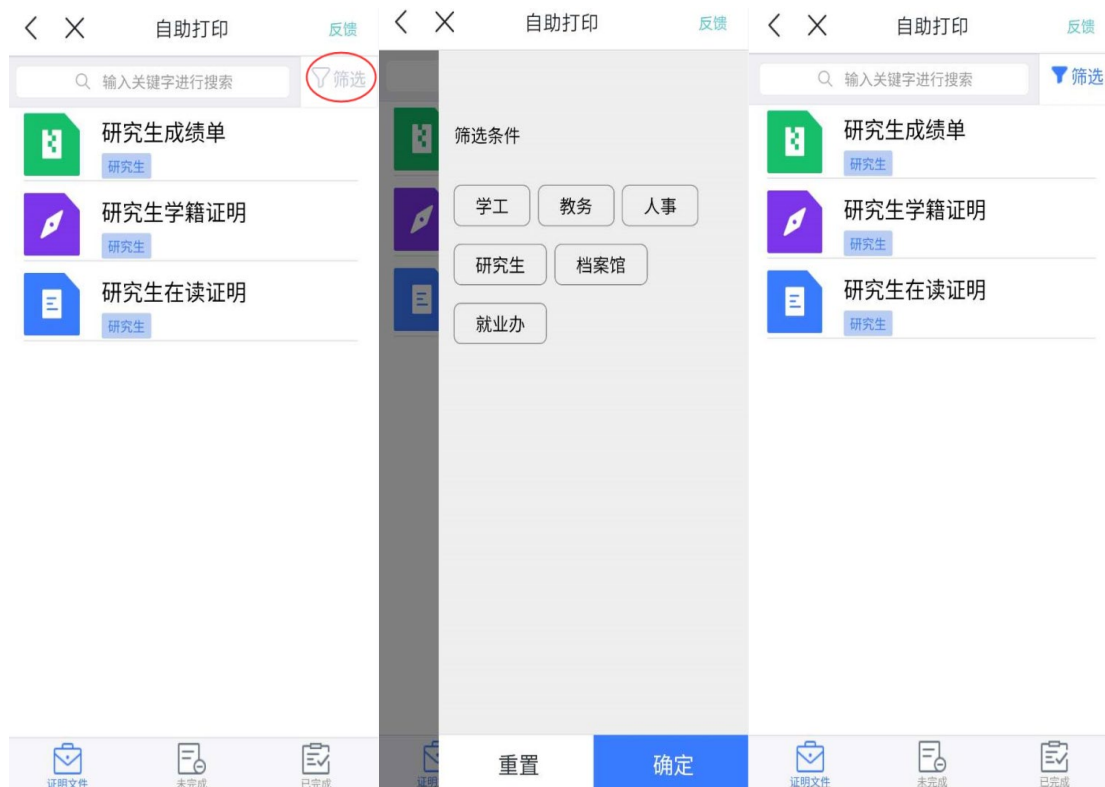 自助打印
反馈
输入关键字进行搜索
筛选
研究生成绩单
研究生
研究生学籍证明
研究生
研究生在读证明
研究生
证明文件
未完成
已完成
自助打印
反馈
筛选条件
学工 教务 人事
研究生 档案馆
就业办
重置 确定
证明
自助打印
反馈
输入关键字进行搜索
筛选
研究生成绩单
研究生
研究生学籍证明
研究生
研究生在读证明
研究生
证明文件
未完成
已完成